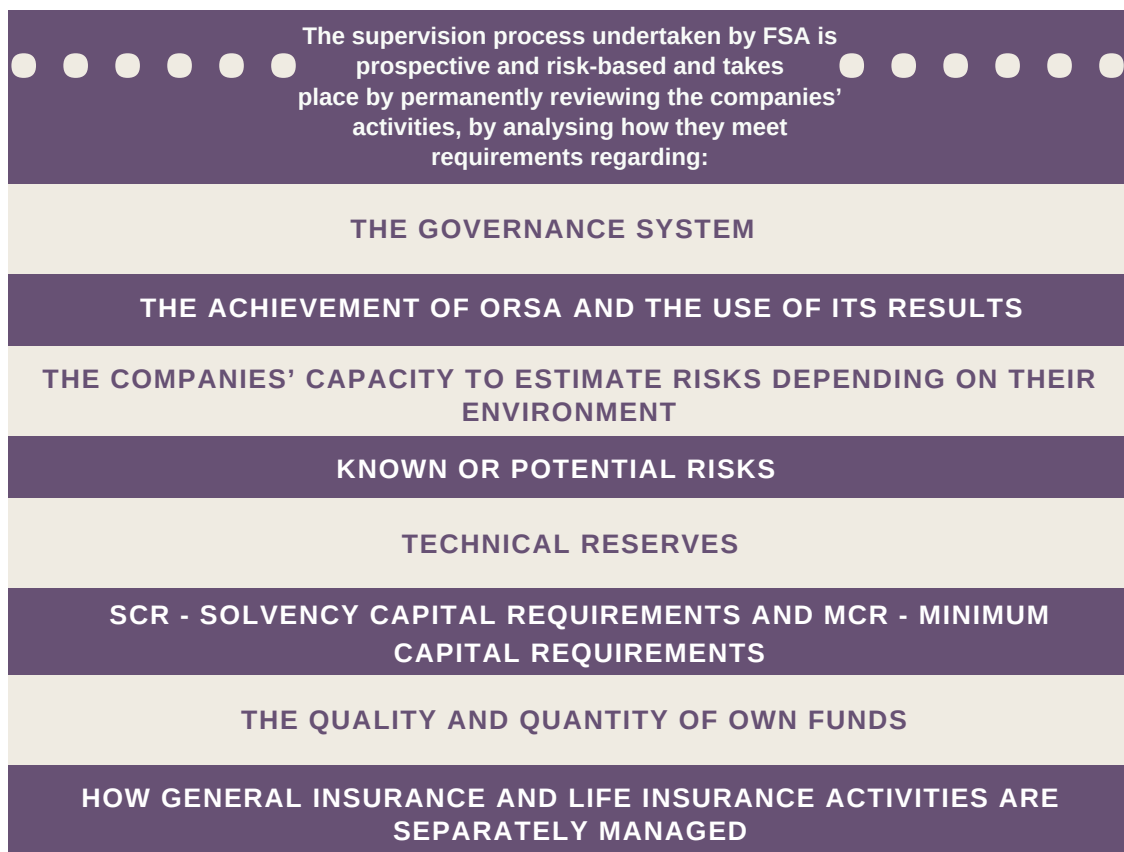 The supervision process undertaken by FSA is
prospective and risk-based and takes
place by permanently reviewing the companies’
activities, by analysing how they meet
requirements regarding:
THE GOVERNANCE SYSTEM
THE ACHIEVEMENT OF ORSA AND THE USE OF ITS RESULTS
THE COMPANIES’ CAPACITY TO ESTIMATE RISKS DEPENDING ON THEIR
ENVIRONMENT
KNOWN OR POTENTIAL RISKS
TECHNICAL RESERVES
SCR - SOLVENCY CAPITAL REQUIREMENTS AND MCR - MINIMUM
CAPITAL REQUIREMENTS
THE QUALITY AND QUANTITY OF OWN FUNDS
HOW GENERAL INSURANCE AND LIFE INSURANCE ACTIVITIES ARE
SEPARATELY MANAGED